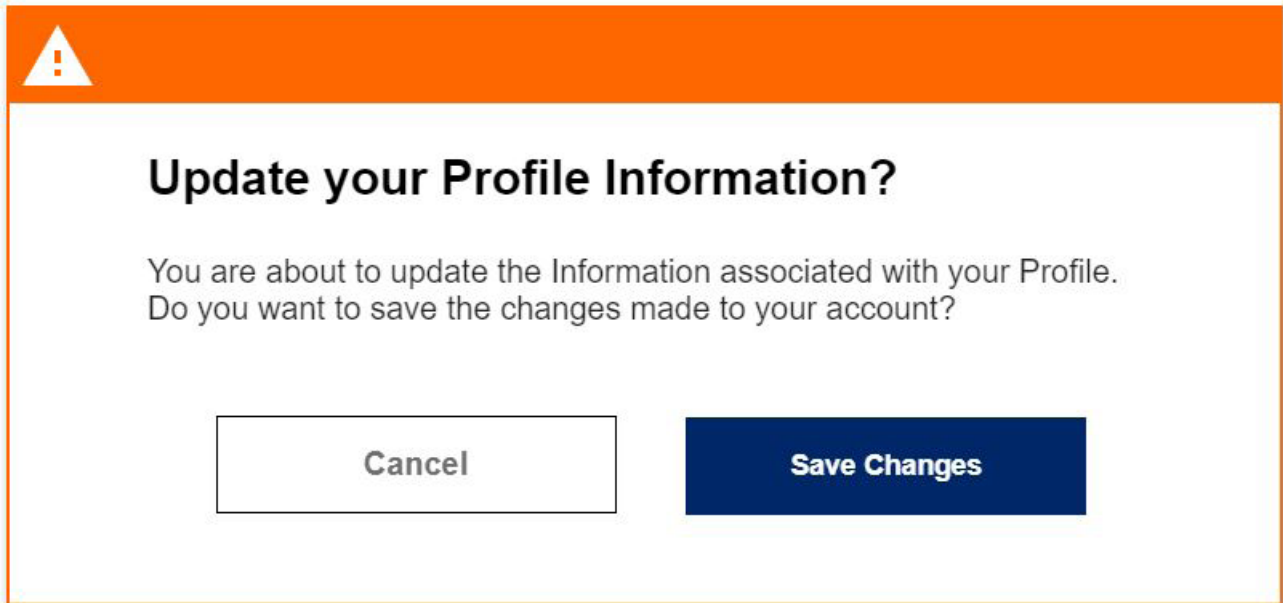 Update your Profile Information?
You are about to update the Information associated with your Profile.
Do you want to save the changes made to your account?
Cancel
Save Changes